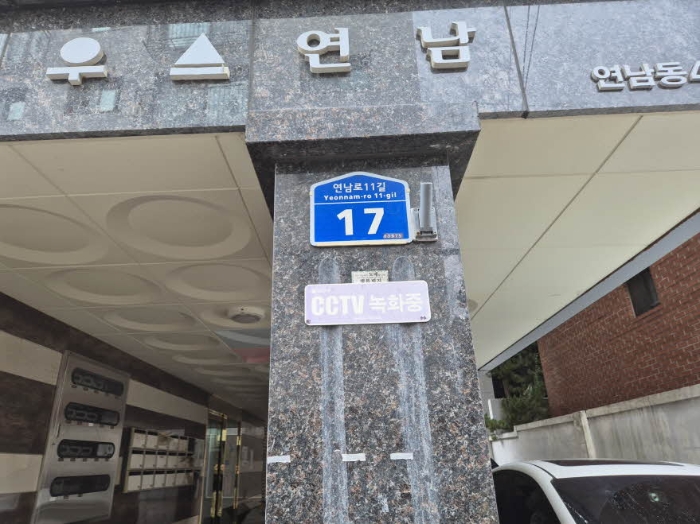 우스연남
연남동
연남로11길
Yeonnam-ro 11-gil
17
CCTV 녹화중